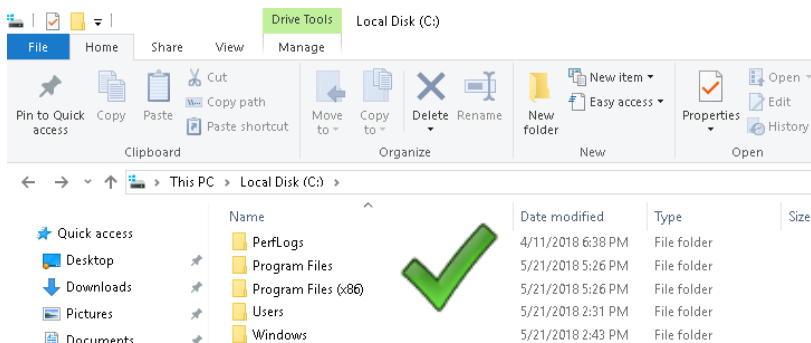 Drive Tools Local Disk (C:)
File Home Share View Manage
Pin to Quick access
Copy
Paste
Cut
Copy path
Paste shortcut
Clipboard
Move to
Copy to
Delete
Rename
Organize
New folder
New item
Easy access
New
Properties
Open
Edit
History
Open
This PC > Local Disk (C:) >
Quick access
Desktop
Downloads
Pictures
Documents
Name Date modified Type Size
PerfLogs 4/11/2018 6:38 PM File folder
Program Files 5/21/2018 5:26 PM File folder
Program Files (x86) 5/21/2018 5:26 PM File folder
Users 5/21/2018 2:31 PM File folder
Windows 5/21/2018 2:43 PM File folder